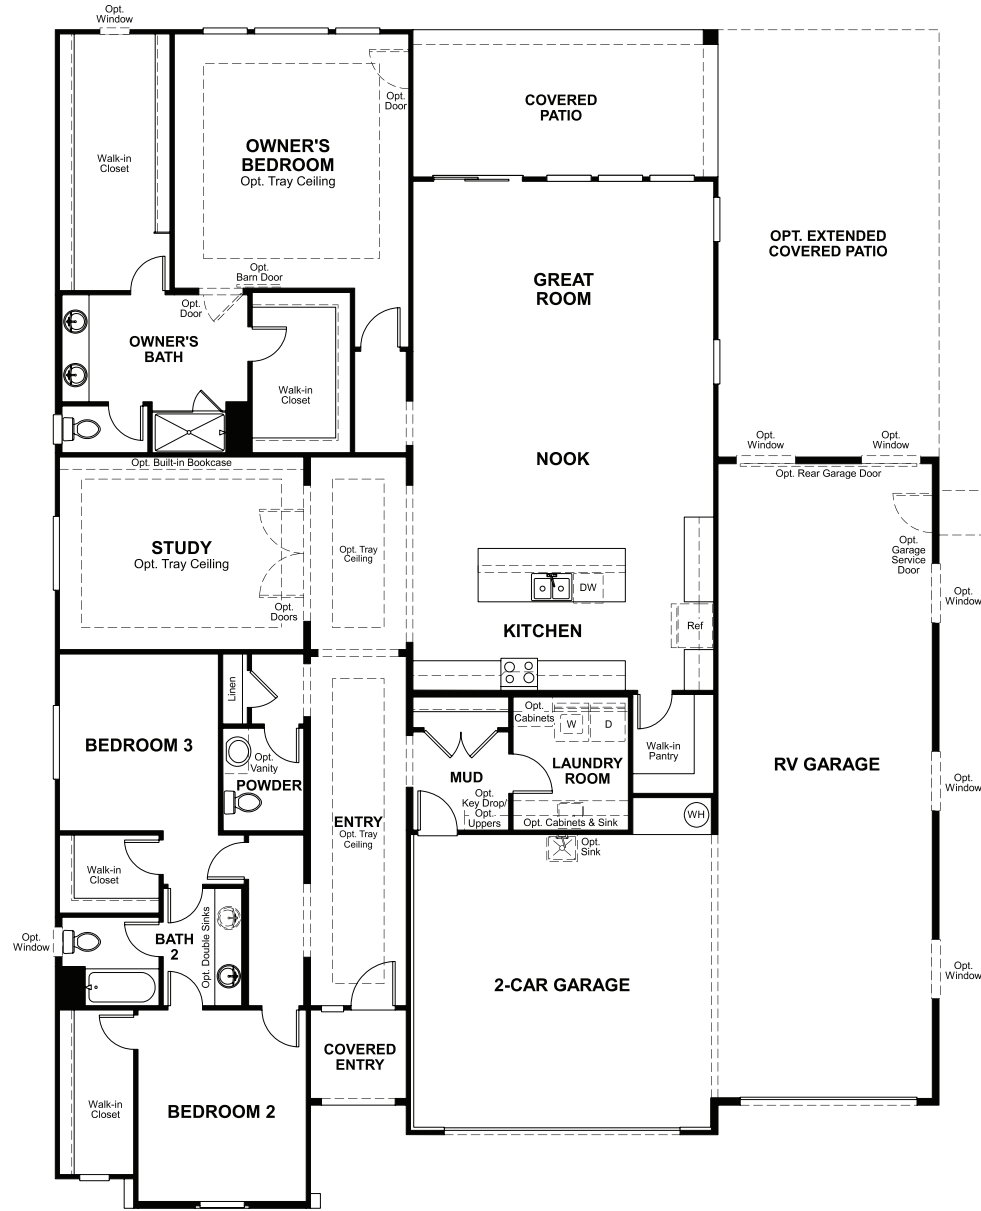 Opt.
Window
Walk-in
Closet
OWNER'S
BEDROOM
Opt. Tray Ceiling
Opt.
Door
COVERED
PATIO
OPT. EXTENDED
COVERED PATIO
Opt.
Barn Door
Opt.
Door
OWNER'S
BATH
Walk-in
Closet
GREAT
ROOM
NOOK
Opt.
Window
Opt.
Window
Opt. Rear Garage Door
Opt. Built-in Bookcase
STUDY
Opt. Tray Ceiling
Opt.
Doors
Opt. Tray
Ceiling
DW
KITCHEN
Ref
Opt.
Garage
Service
Door
Opt.
Window
Linen
BEDROOM 3
Opt.
Vanity
POWDER
Opt.
Cabinets
W
D
LAUNDRY
ROOM
Walk-in
Pantry
MUD
Opt.
Key Drop/
Opt.
Uppers
Opt. Cabinets & Sink
WH
RV GARAGE
Opt.
Window
ENTRY
Opt. Tray
Ceiling
Opt.
Sink
Walk-in
Closet
Opt.
Window
BATH
2
Opt. Double Sinks
2-CAR GARAGE
Opt.
Window
COVERED
ENTRY
Walk-in
Closet
BEDROOM 2